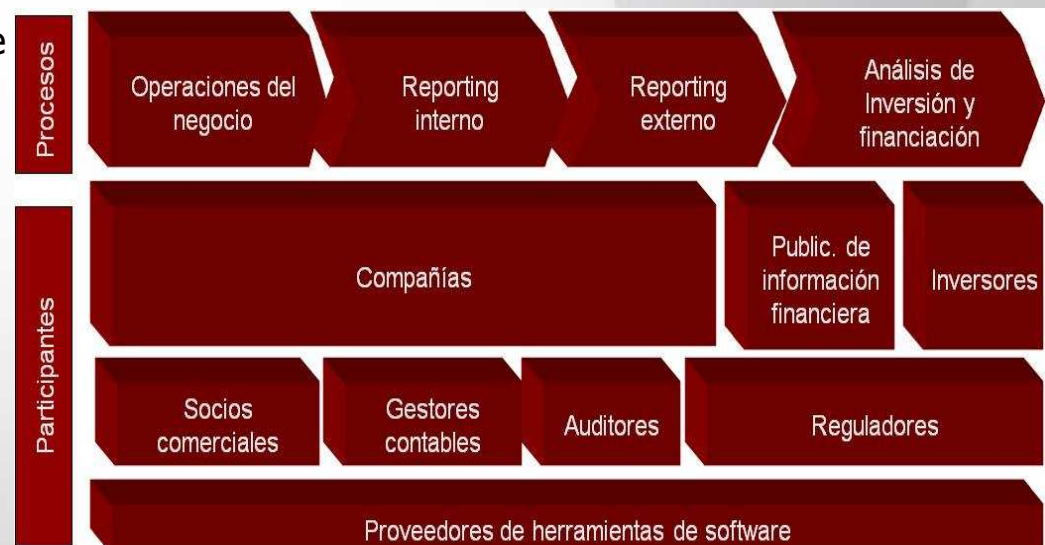 e
Procesos
Operaciones del
negocio
Reporting
interno
Reporting
externo
Análisis de
Inversión y
financiación
Participantes
Compañías
Public. de
información
financiera
Inversores
Socios
comerciales
Gestores
contables
Auditores
Reguladores
Proveedores de herramientas de software